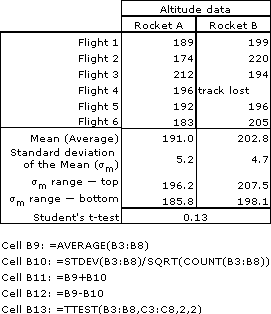 Altitude data
Rocket A Rocket B
Flight 1 189 199
Flight 2 174 220
Flight 3 212 194
Flight 4 196 track lost
Flight 5 192 196
Flight 6 183 205
Mean (Average) 191.0 202.8
Standard deviation
of the Mean (σm) 5.2 4.7
σm range — top 196.2 207.5
σm range — bottom 185.8 198.1
Student's t-test 0.13
Cell B9: =AVERAGE(B3:B8)
Cell B10: =STDEV(B3:B8)/SQRT(COUNT(B3:B8))
Cell B11: =B9+B10
Cell B12: =B9-B10
Cell B13: =TTEST(B3:B8,C3:C8,2,2)